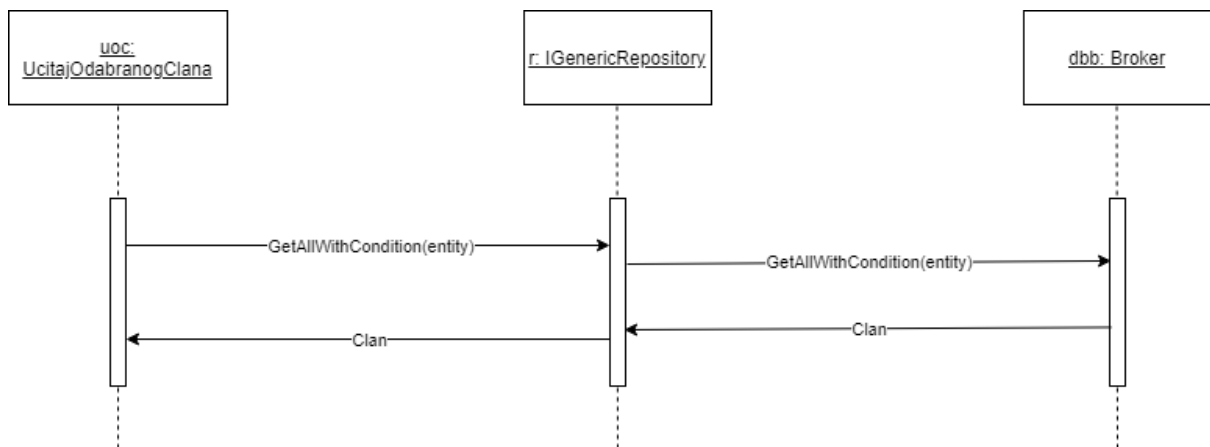 uoc:
UcitajOdabranogClana
r: IGenericRepository
dbb: Broker
GetAllWithCondition(entity)
GetAllWithCondition(entity)
Clan
Clan